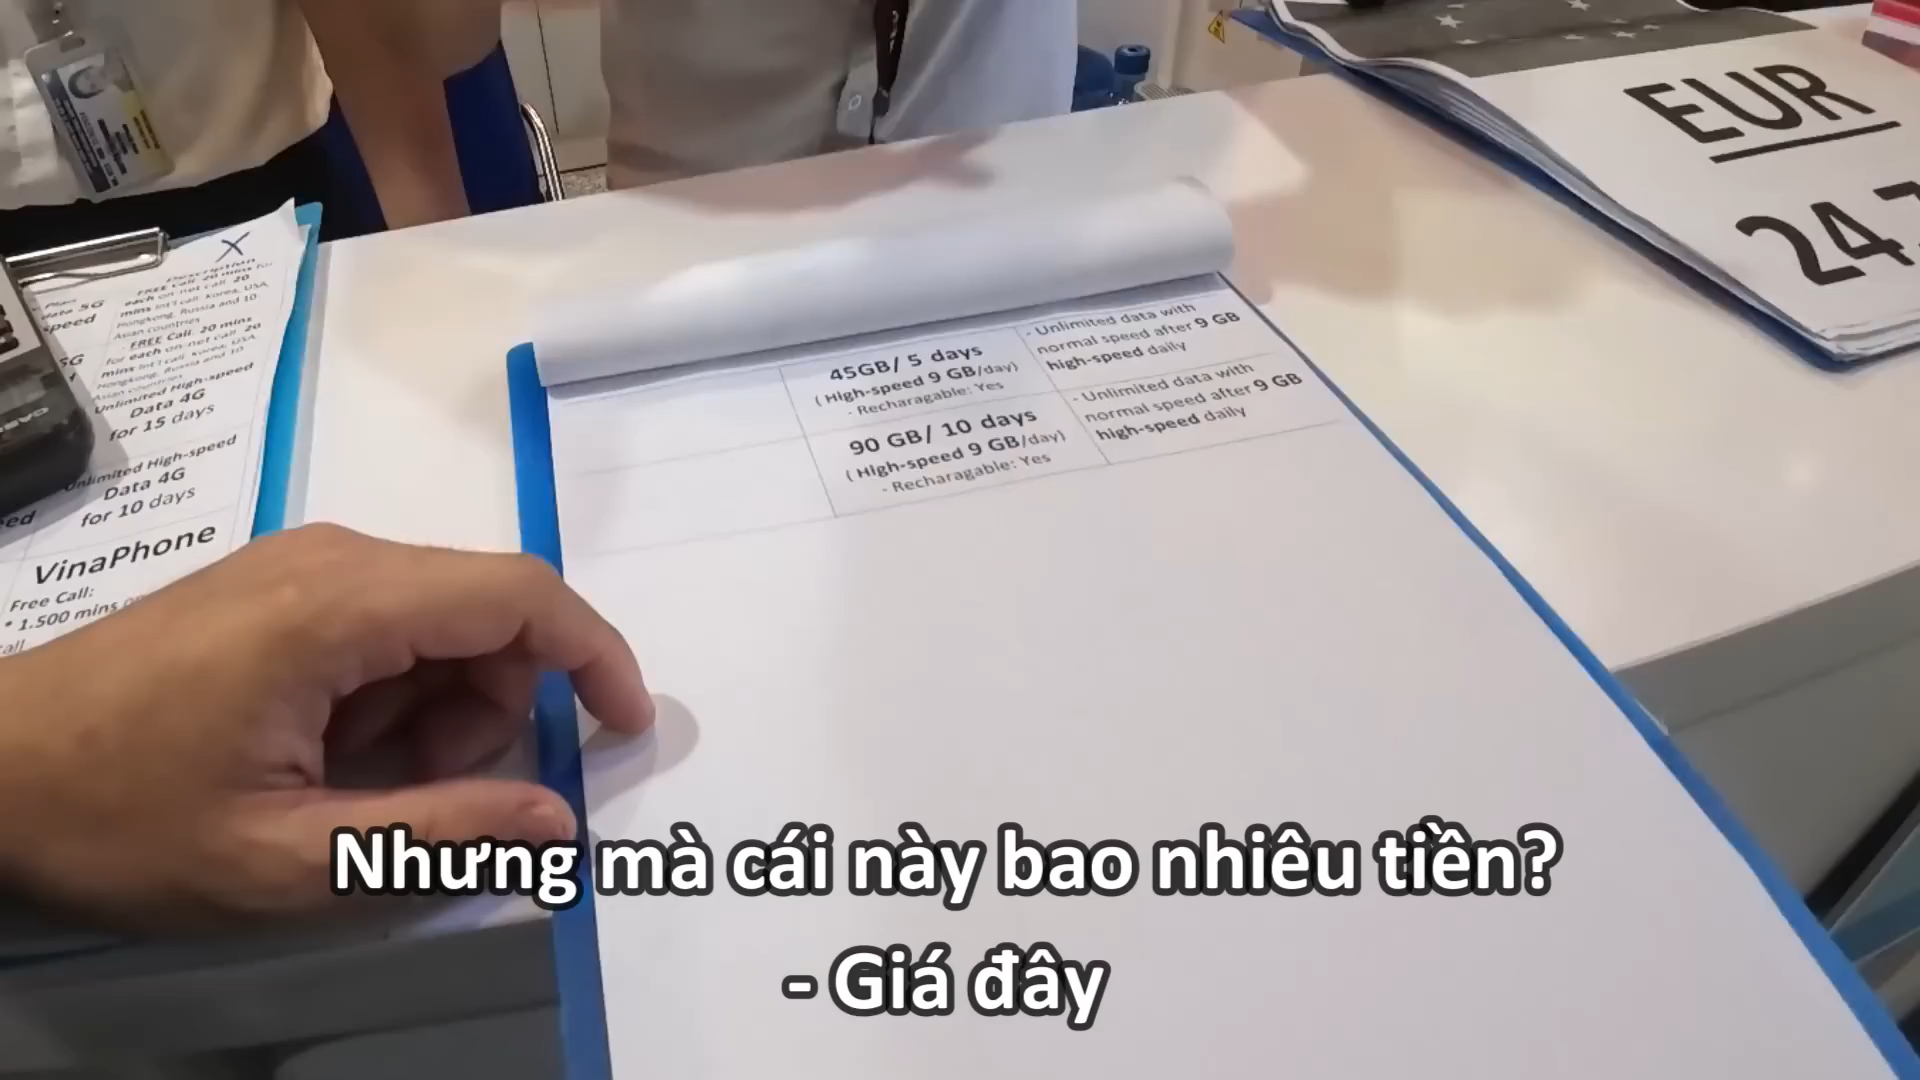 EUR
24.7
X
Description
FREE Call: 20 mins for
each on-net call. 20
mins int'l call: Korea, USA,
Hongkong, Russia and 10
Asian countries
FREE Call: 20 mins
for each on-net call. 20
mins int'l call: Korea, USA,
Hongkong, Russia and 10
Asian countries
Unlimited High-speed
Data 4G
for 15 days
Unlimited High-speed
Data 4G
for 10 days
Plan
data 5G
speed
5G
VinaPhone
Free Call:
* 1.500 mins
45GB/ 5 days
(High-speed 9 GB/day)
- Recharagable: Yes
- Unlimited data with
normal speed after 9 GB
high-speed daily
90 GB/ 10 days
(High-speed 9 GB/day)
- Recharagable: Yes
- Unlimited data with
normal speed after 9 GB
high-speed daily
Nhưng mà cái này bao nhiêu tiền?
- Giá đây